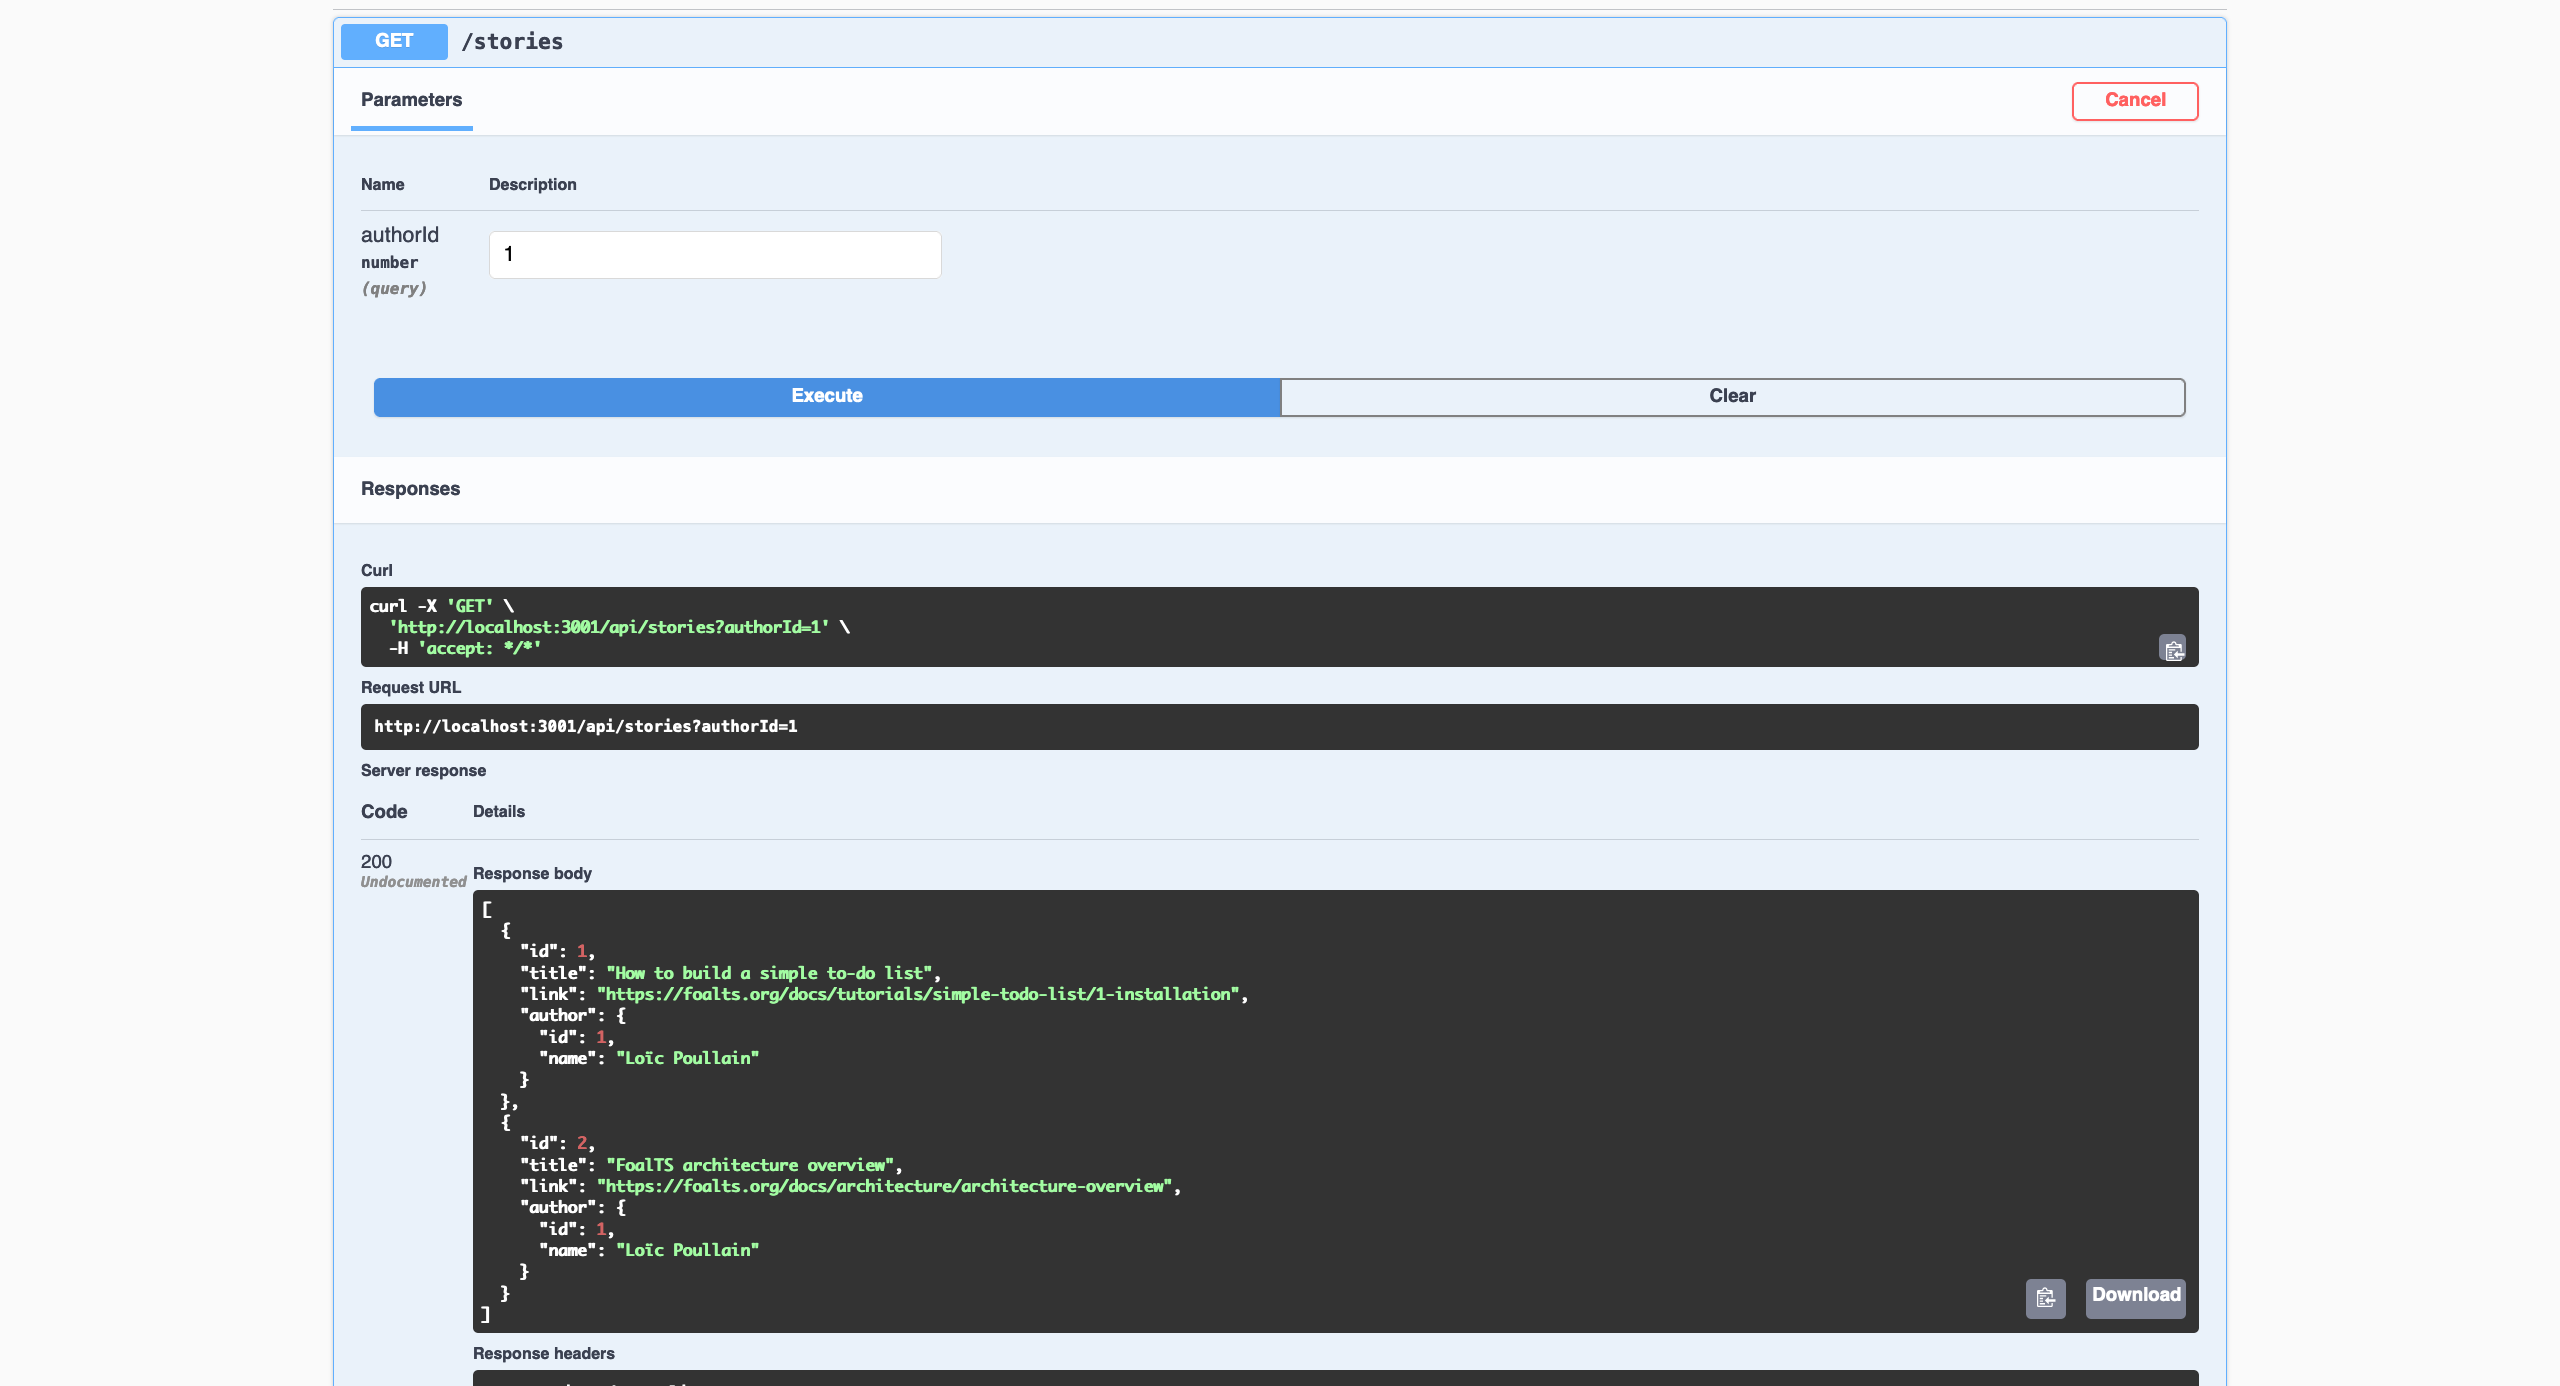 GET /stories
Parameters
Cancel
Name Description
authorId
number
(query)
1
Execute
Clear
Responses
Curl
curl -X 'GET' \
  'http://localhost:3001/api/stories?authorId=1' \
  -H 'accept: */*'
Request URL
http://localhost:3001/api/stories?authorId=1
Server response
Code Details
200
Undocumented
Response body
[
  {
    "id": 1,
    "title": "How to build a simple to-do list",
    "link": "https://foalts.org/docs/tutorials/simple-todo-list/1-installation",
    "author": {
      "id": 1,
      "name": "Loïc Poullain"
    }
  },
  {
    "id": 2,
    "title": "FoalTS architecture overview",
    "link": "https://foalts.org/docs/architecture/architecture-overview",
    "author": {
      "id": 1,
      "name": "Loïc Poullain"
    }
  }
]
Download
Response headers